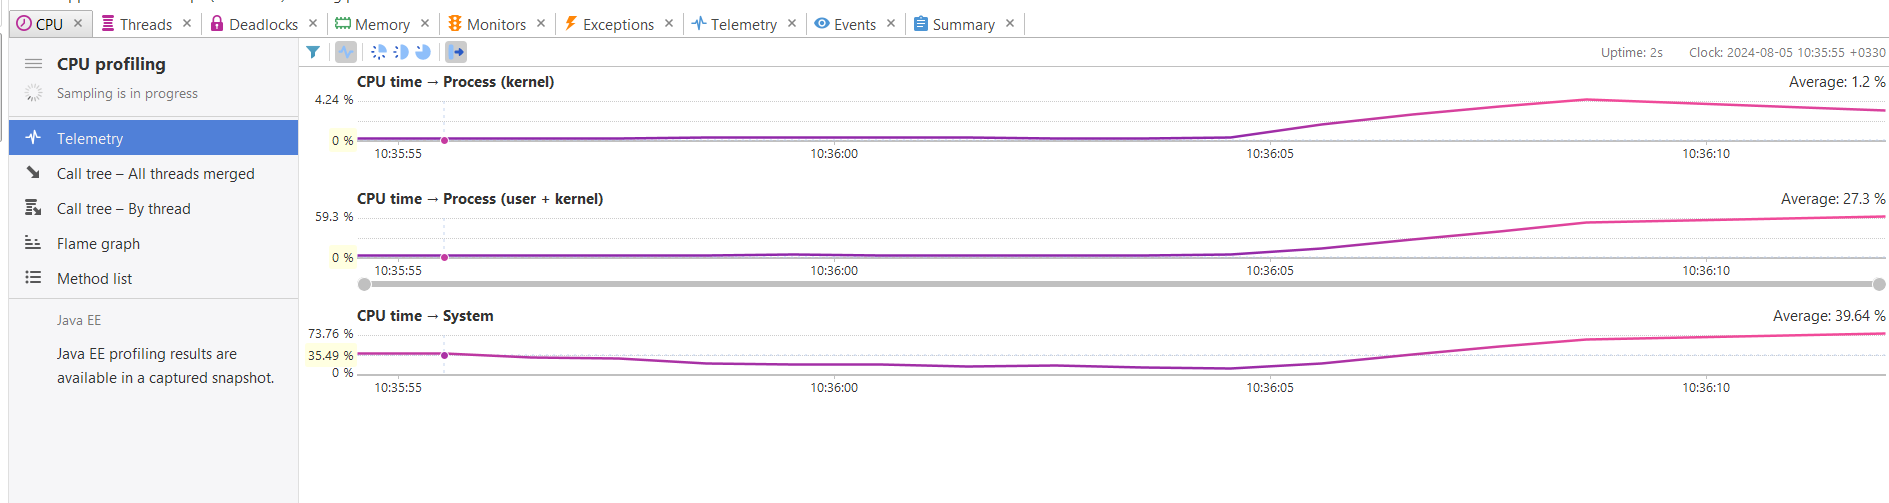 CPU Threads Deadlocks Memory Monitors Exceptions Telemetry Events Summary
CPU profiling
Sampling is in progress
Telemetry
Call tree – All threads merged
Call tree – By thread
Flame graph
Method list
Java EE
Java EE profiling results are
available in a captured snapshot.
Uptime: 2s Clock: 2024-08-05 10:35:55 +0330
CPU time → Process (kernel) Average: 1.2 %
4.24 %
0 %
10:35:55 10:36:00 10:36:05 10:36:10
CPU time → Process (user + kernel) Average: 27.3 %
59.3 %
0 %
10:35:55 10:36:00 10:36:05 10:36:10
CPU time → System Average: 39.64 %
73.76 %
35.49 %
0 %
10:35:55 10:36:00 10:36:05 10:36:10